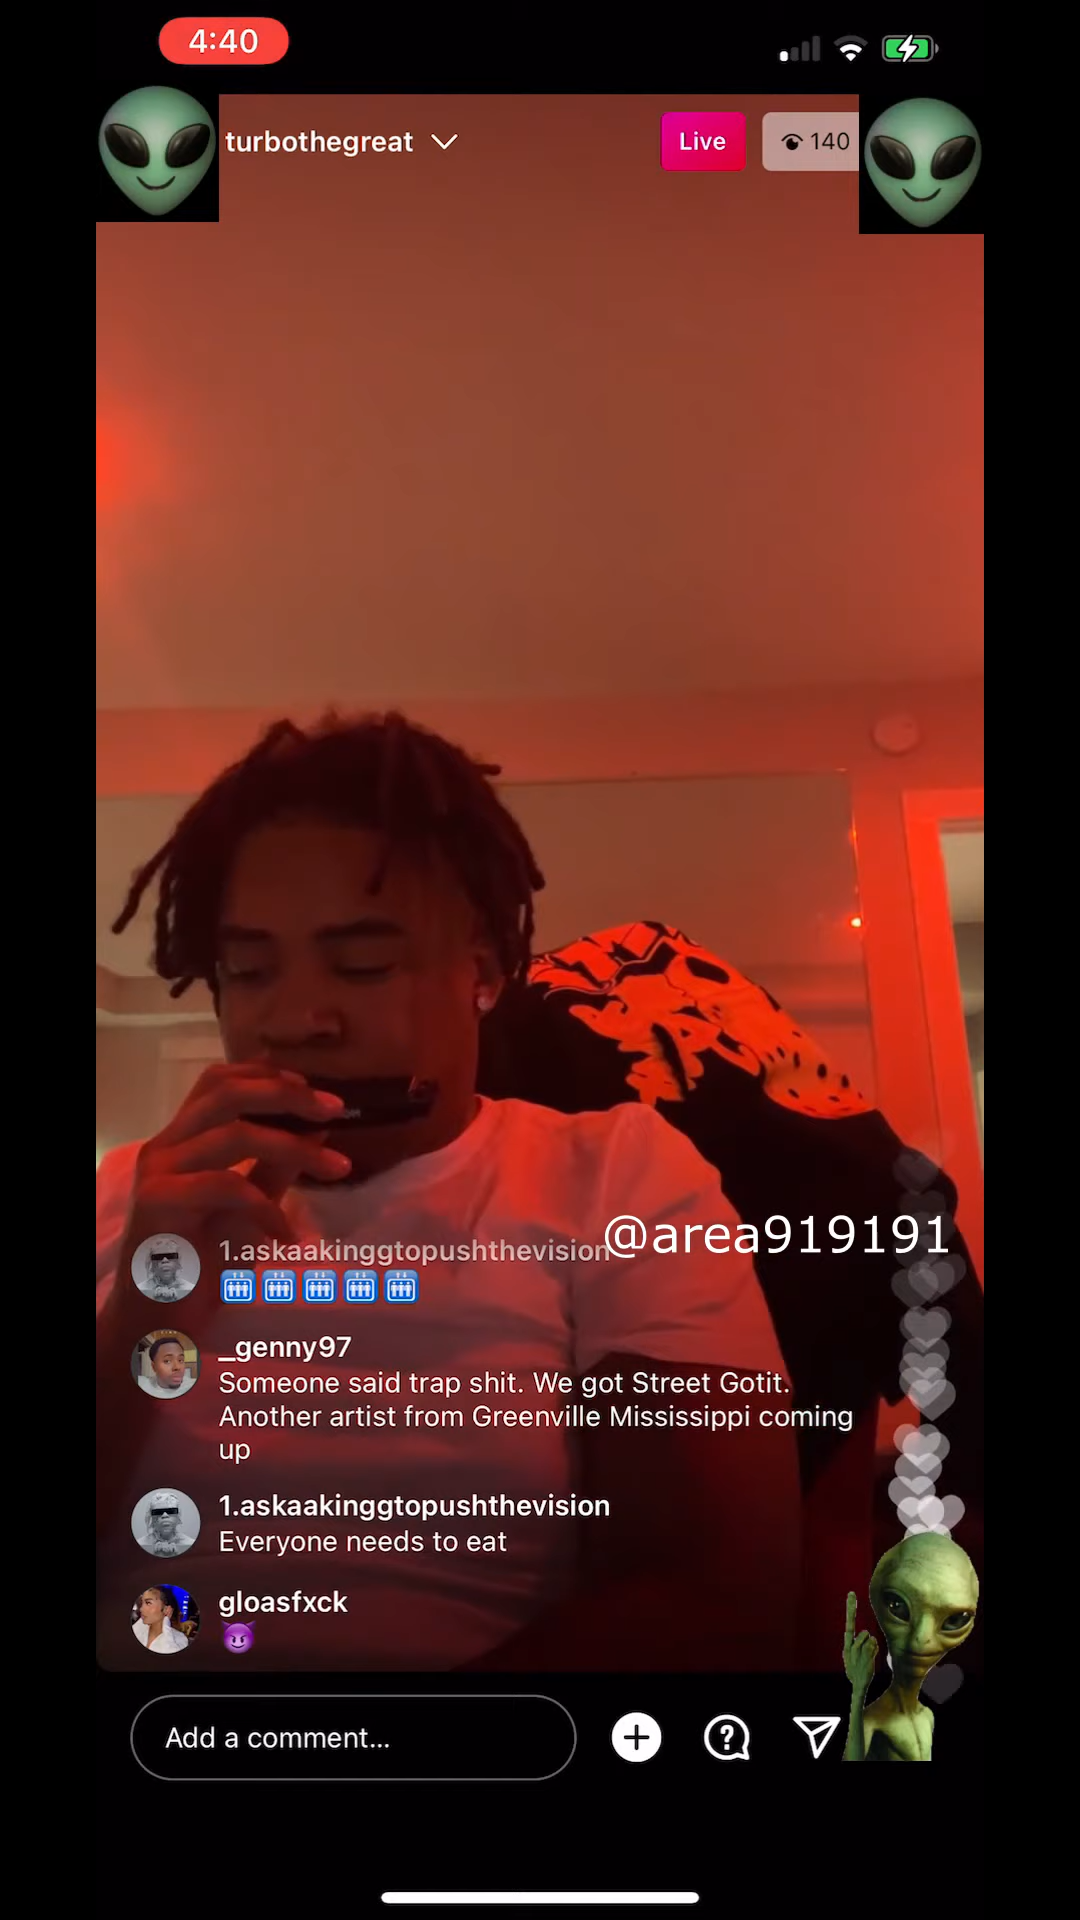 4:40
turbothegreat
Live
140
@area919191
1.askaakinggtopushthevision
_genny97
Someone said trap shit. We got Street Gotit.
Another artist from Greenville Mississippi coming
up
1.askaakinggtopushthevision
Everyone needs to eat
gloasfxck
Add a comment...